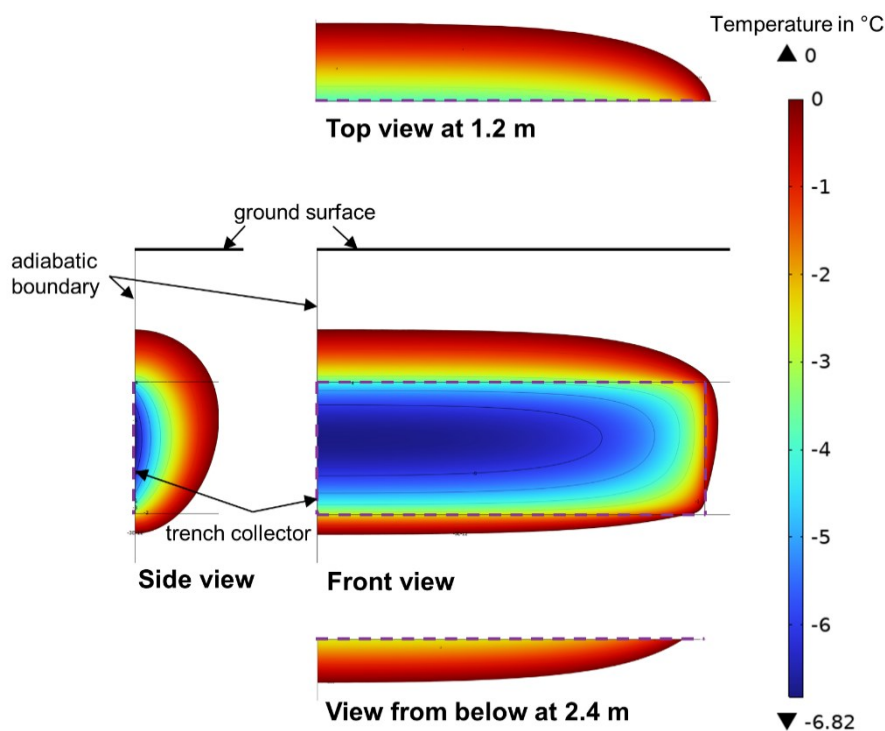 Temperature in °C
0
0
-1
-2
-3
-4
-5
-6
-6.82
Top view at 1.2 m
ground surface
adiabatic
boundary
trench collector
Side view
Front view
View from below at 2.4 m